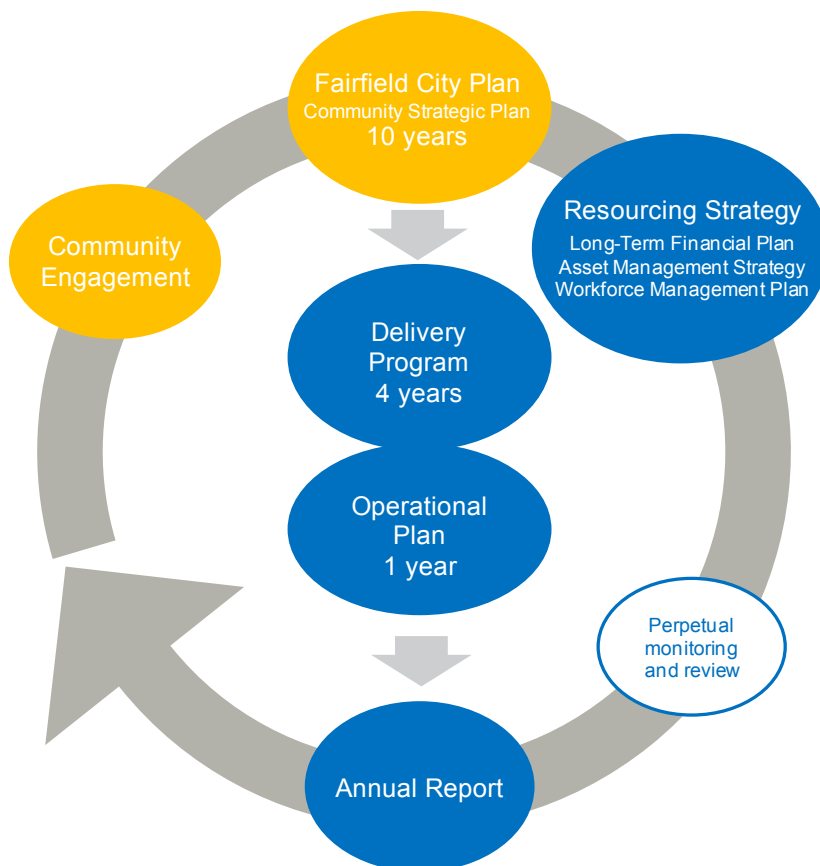 Fairfield City Plan
Community Strategic Plan
10 years
Resourcing Strategy
Long-Term Financial Plan
Asset Management Strategy
Workforce Management Plan
Community
Engagement
Delivery
Program
4 years
Operational
Plan
1 year
Perpetual
monitoring
and review
Annual Report